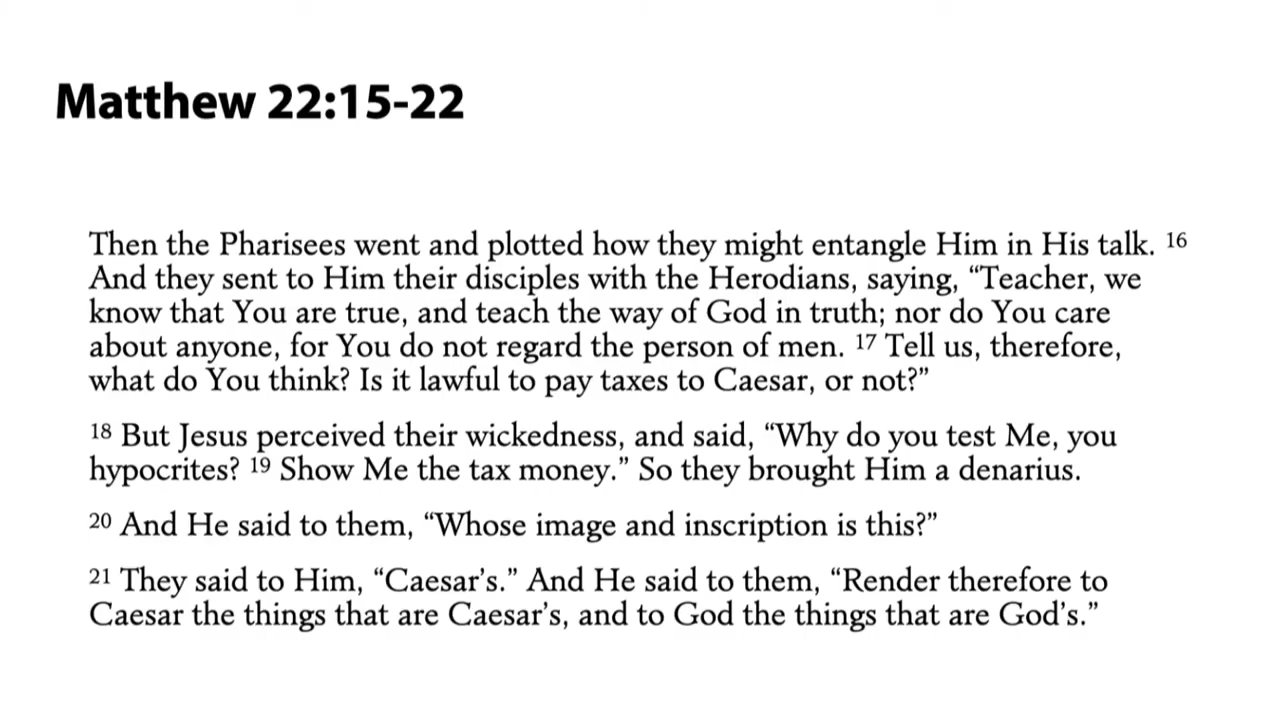 Matthew 22:15-22
Then the Pharisees went and plotted how they might entangle Him in His talk. 16
And they sent to Him their disciples with the Herodians, saying, “Teacher, we
know that You are true, and teach the way of God in truth; nor do You care
about anyone, for You do not regard the person of men. 17 Tell us, therefore,
what do You think? Is it lawful to pay taxes to Caesar, or not?”
18 But Jesus perceived their wickedness, and said, “Why do you test Me, you
hypocrites? 19 Show Me the tax money.” So they brought Him a denarius.
20 And He said to them, “Whose image and inscription is this?”
21 They said to Him, “Caesar’s.” And He said to them, “Render therefore to
Caesar the things that are Caesar’s, and to God the things that are God’s.”